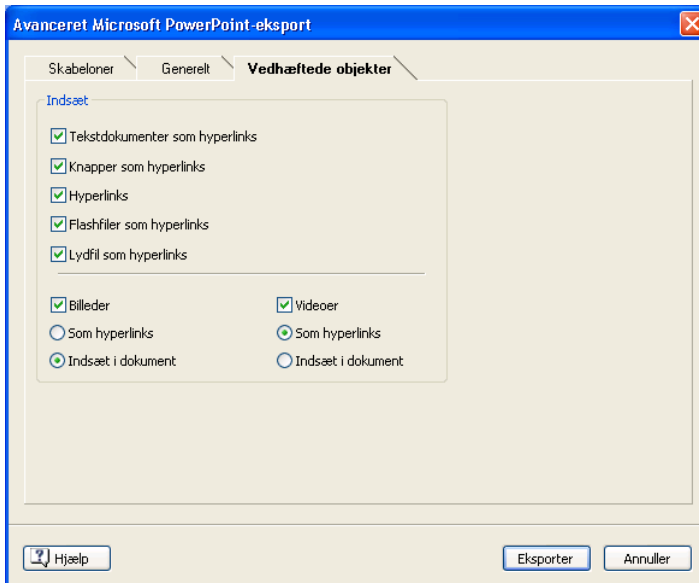 Avanceret Microsoft PowerPoint-eksport
Skabeloner Generelt Vedhæftede objekter
Indsæt
Tekstdokumenter som hyperlinks
Knapper som hyperlinks
Hyperlinks
Flashfiler som hyperlinks
Lydfil som hyperlinks
Billeder Videoer
Som hyperlinks Som hyperlinks
Indsæt i dokument Indsæt i dokument
Hjælp Eksporter Annuller